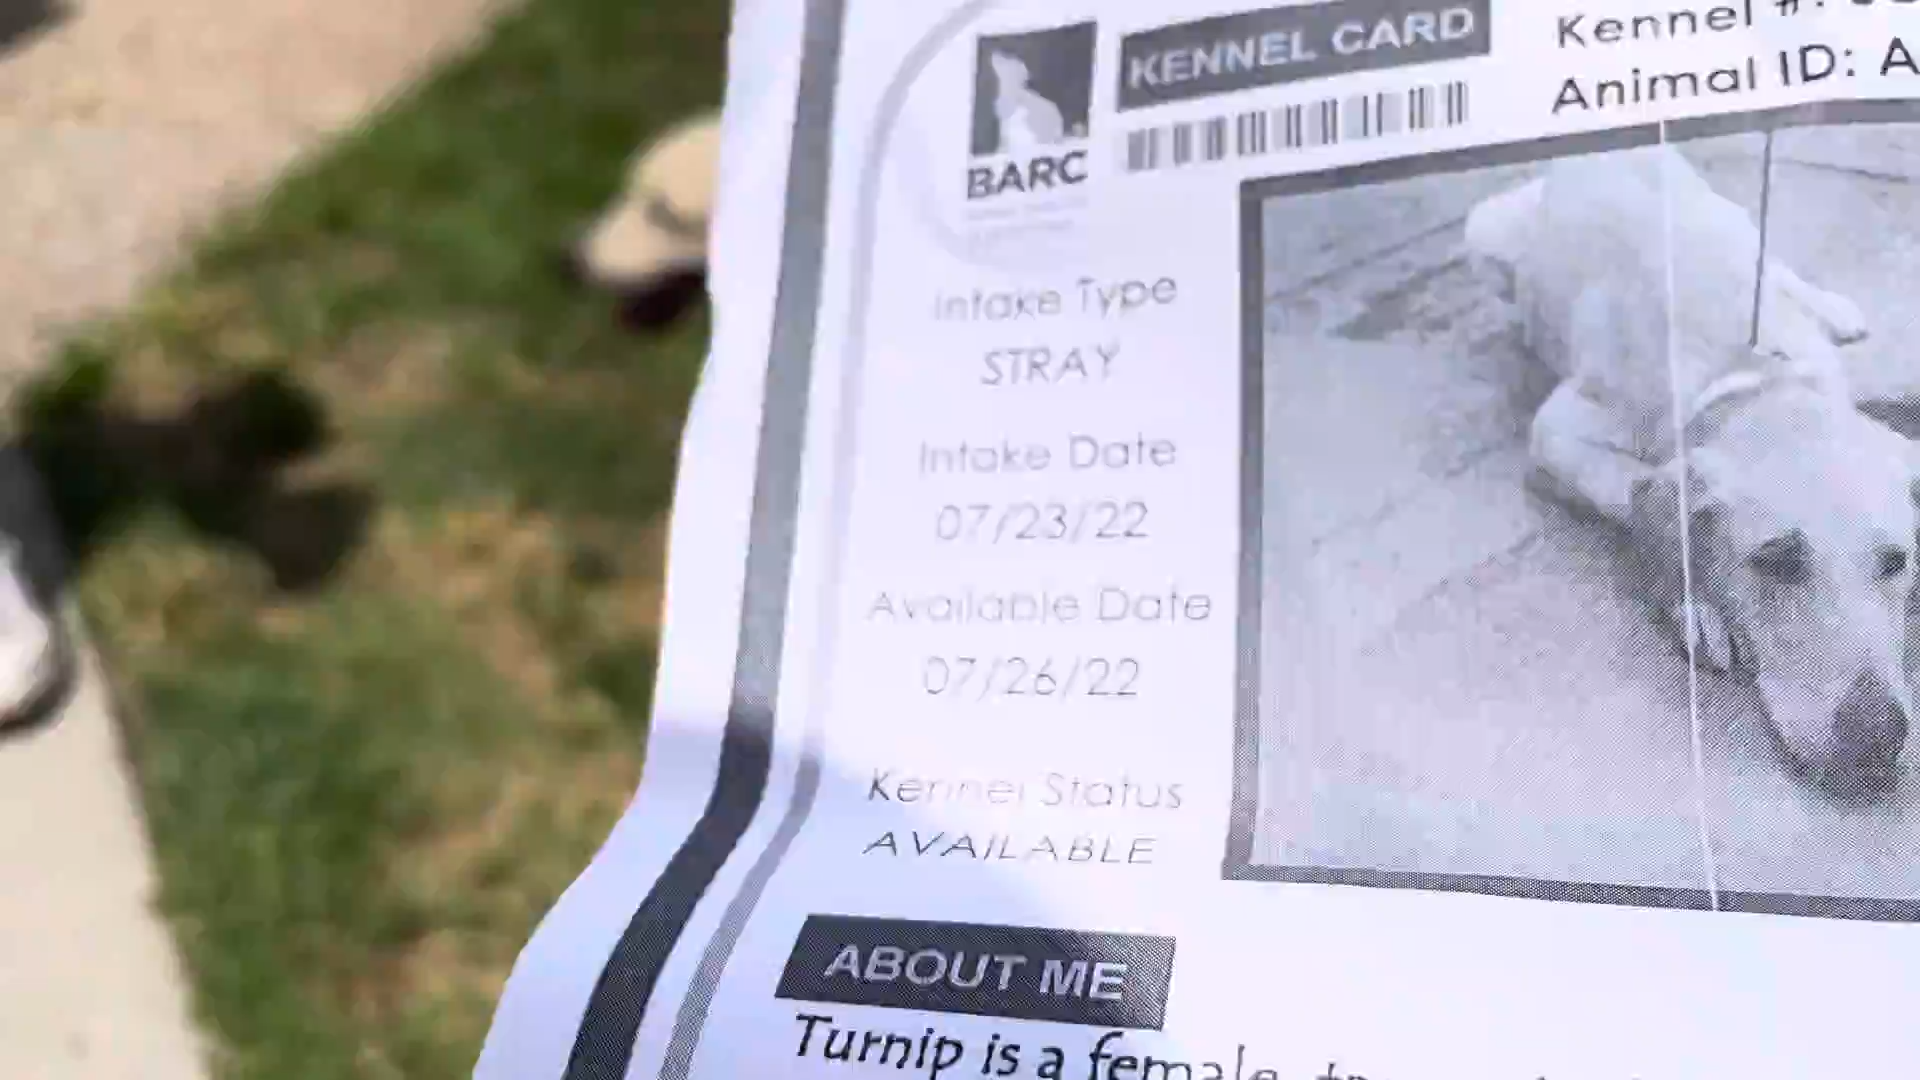 KENNEL CARD
Kennel #:
Animal ID: A
BARC
Intake Type
STRAY
Intake Date
07/23/22
Available Date
07/26/22
Kennel Status
AVAILABLE
ABOUT ME
Turnip is a female,